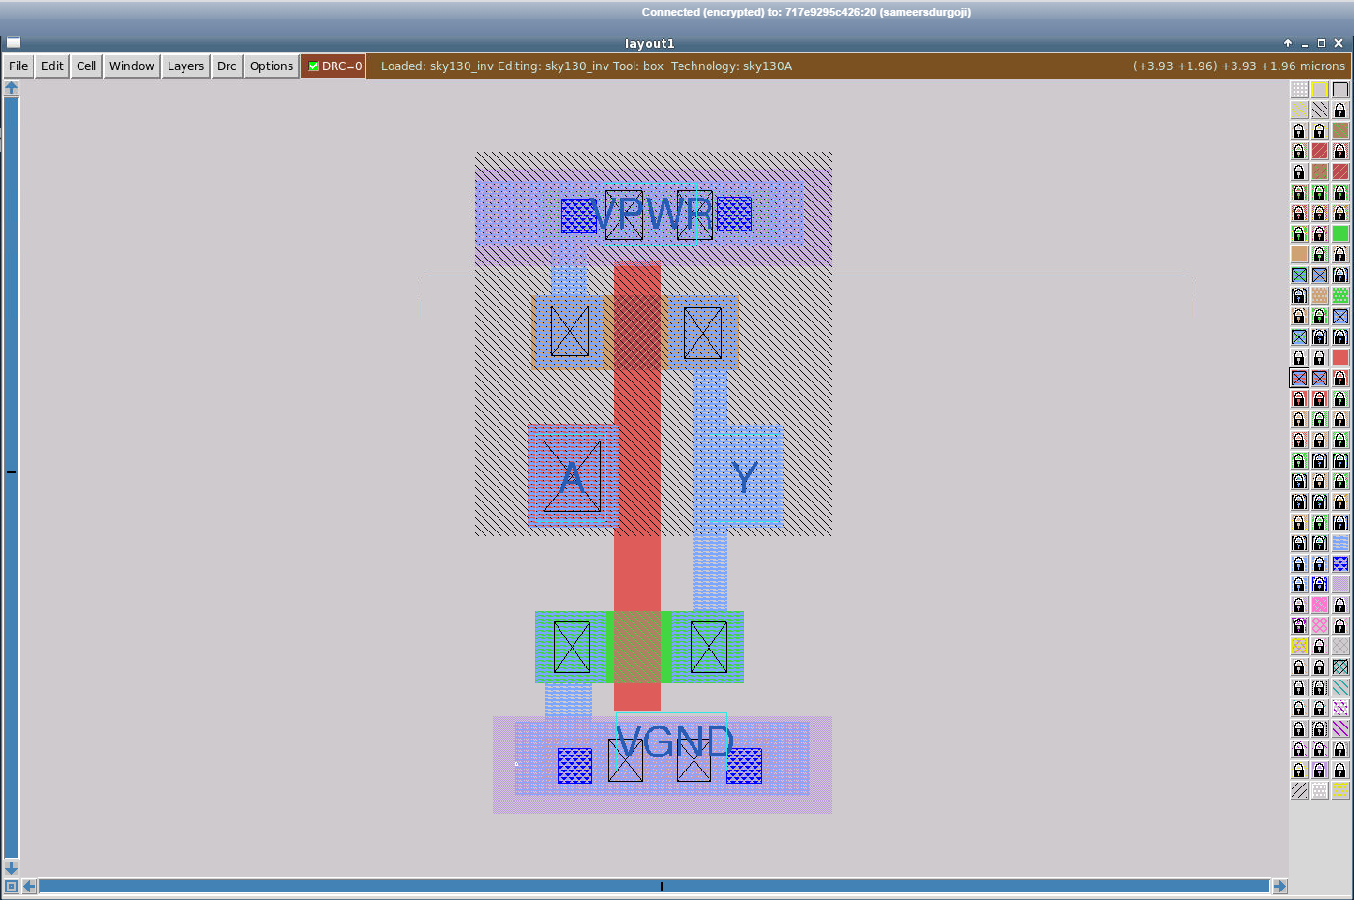 Connected (encrypted) to: 717e9295c426:20 (sameersdurgoji)
layout1
File Edit Cell Window Layers Drc Options DRC=0 Loaded: sky130_inv Editing: sky130_inv Tool: box Technology: sky130A (+3.93 +1.96) +3.93 +1.96 microns
VPWR
A Y
VGND